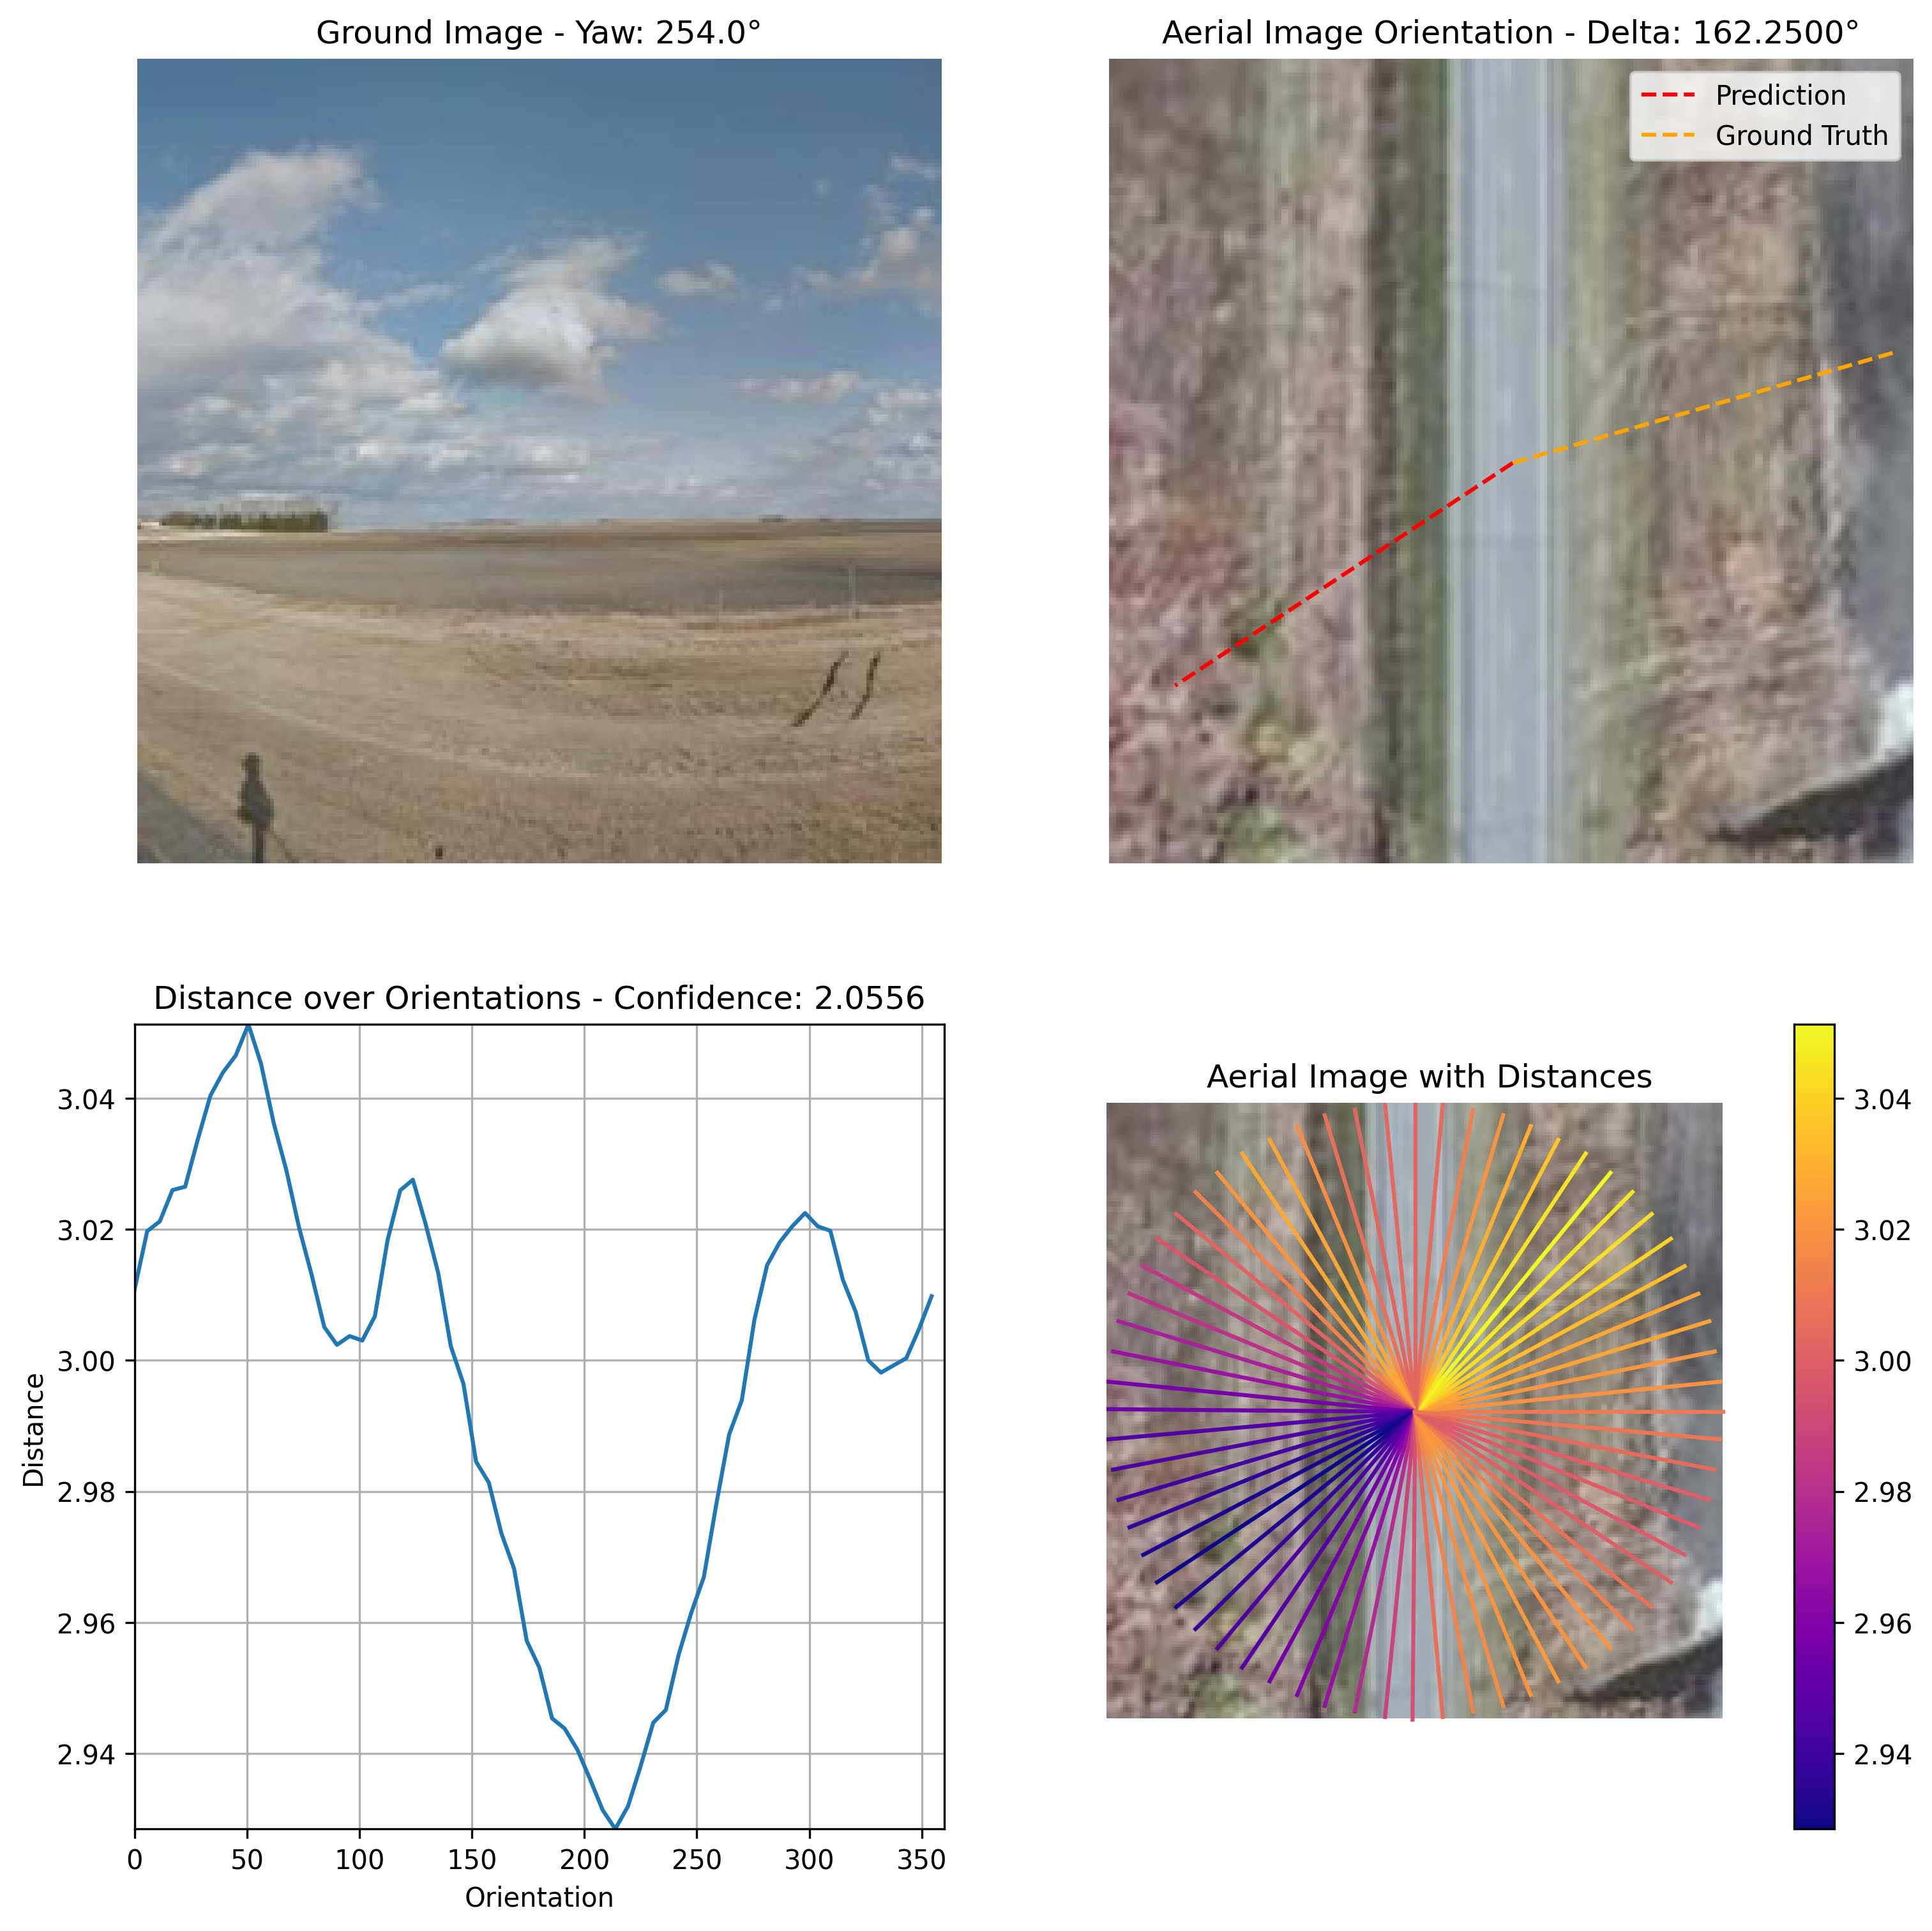 Ground Image - Yaw: 254.0°
Aerial Image Orientation - Delta: 162.2500°
Prediction
Ground Truth
Distance over Orientations - Confidence: 2.0556
3.04
3.02
3.00
2.98
2.96
2.94
Distance
0 50 100 150 200 250 300 350
Orientation
Aerial Image with Distances
3.04
3.02
3.00
2.98
2.96
2.94